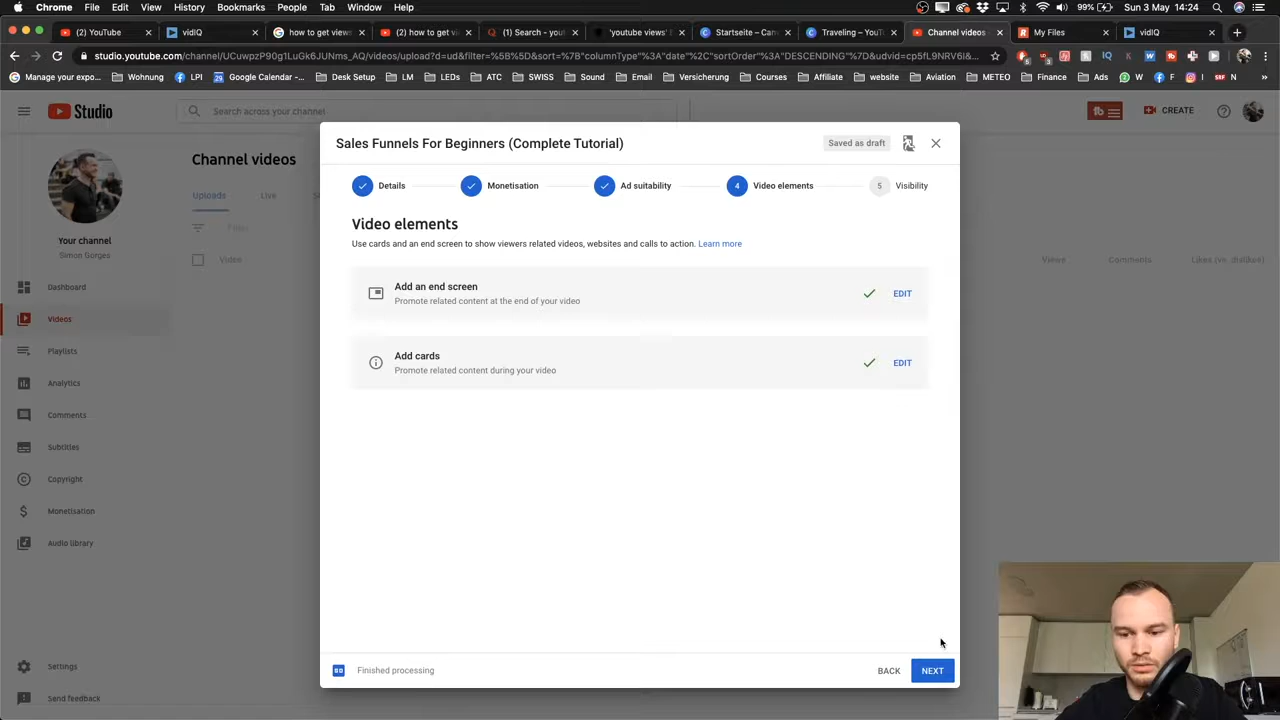 Chrome File Edit View History Bookmarks People Tab Window Help 99% Sun 3 May 14:24
(2) YouTube vidIQ how to get view (2) how to get vi Search - yout 'youtube views' Startseite – Can Traveling – YouT Channel videos My Files vidIQ
studio.youtube.com/channel/UCuwpzP90g1LuGk6JUNms_AQ/videos/upload?d=ud&filter=%5B%5D&sort=%7B"columnType"%3A"date"%2C"sortOrder"%3A"DESCENDING"%7D&udvid=cp5fL9NRV6I&...
Manage your expo... Wohnung LPI Google Calendar -... Desk Setup LM LEDs ATC SWISS Sound Email Versicherung Courses Affiliate website Aviation METEO Finance Ads
Studio Search across your channel CREATE
Sales Funnels For Beginners (Complete Tutorial) Saved as draft
Channel videos
Details Monetisation Ad suitability 4 Video elements 5 Visibility
Uploads Live
Video elements
Filter
Your channel
Use cards and an end screen to show viewers related videos, websites and calls to action. Learn more
Simon Gorges
Video Views Comments Likes (vs. dislikes)
Dashboard
Add an end screen
EDIT
Promote related content at the end of your video
Videos
Playlists
Add cards
EDIT
Promote related content during your video
Analytics
Comments
Subtitles
Copyright
Monetisation
Audio library
Settings
Finished processing BACK NEXT
Send feedback